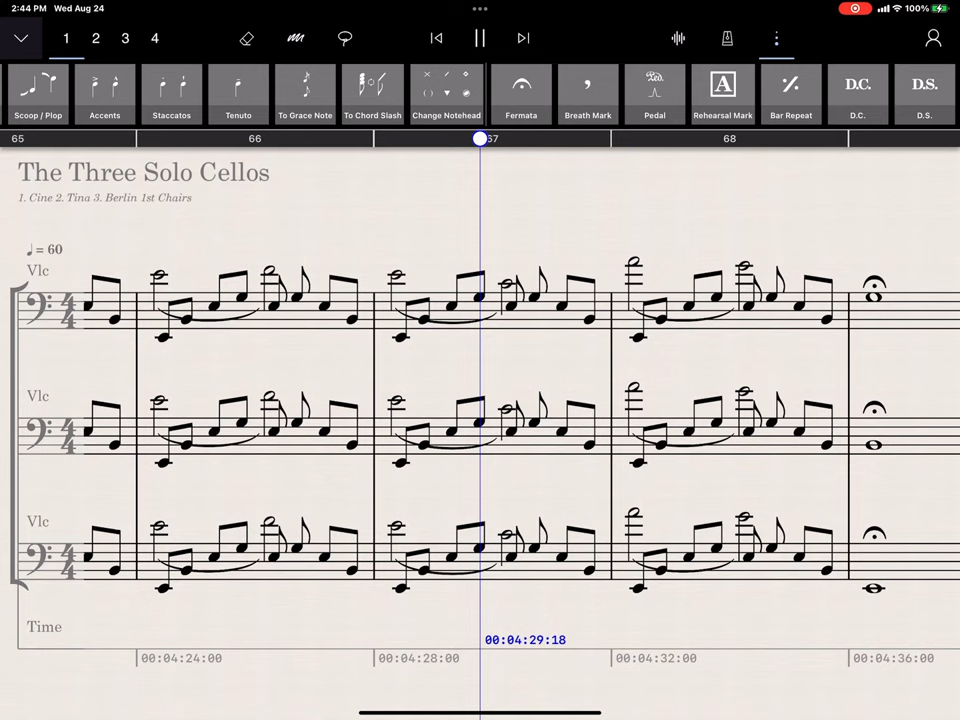 2:44 PM Wed Aug 24 100%
1 2 3 4
Scoop / Plop Accents Staccatos Tenuto To Grace Note To Chord Slash Change Notehead Fermata Breath Mark Pedal Rehearsal Mark Bar Repeat D.C. D.S.
A D.C. D.S.
65 66 67 68
The Three Solo Cellos
1. Cine 2. Tina 3. Berlin 1st Chairs
♩ = 60
Vlc
Vlc
Vlc
Time
00:04:29:18
00:04:24:00 00:04:28:00 00:04:32:00 00:04:36:00